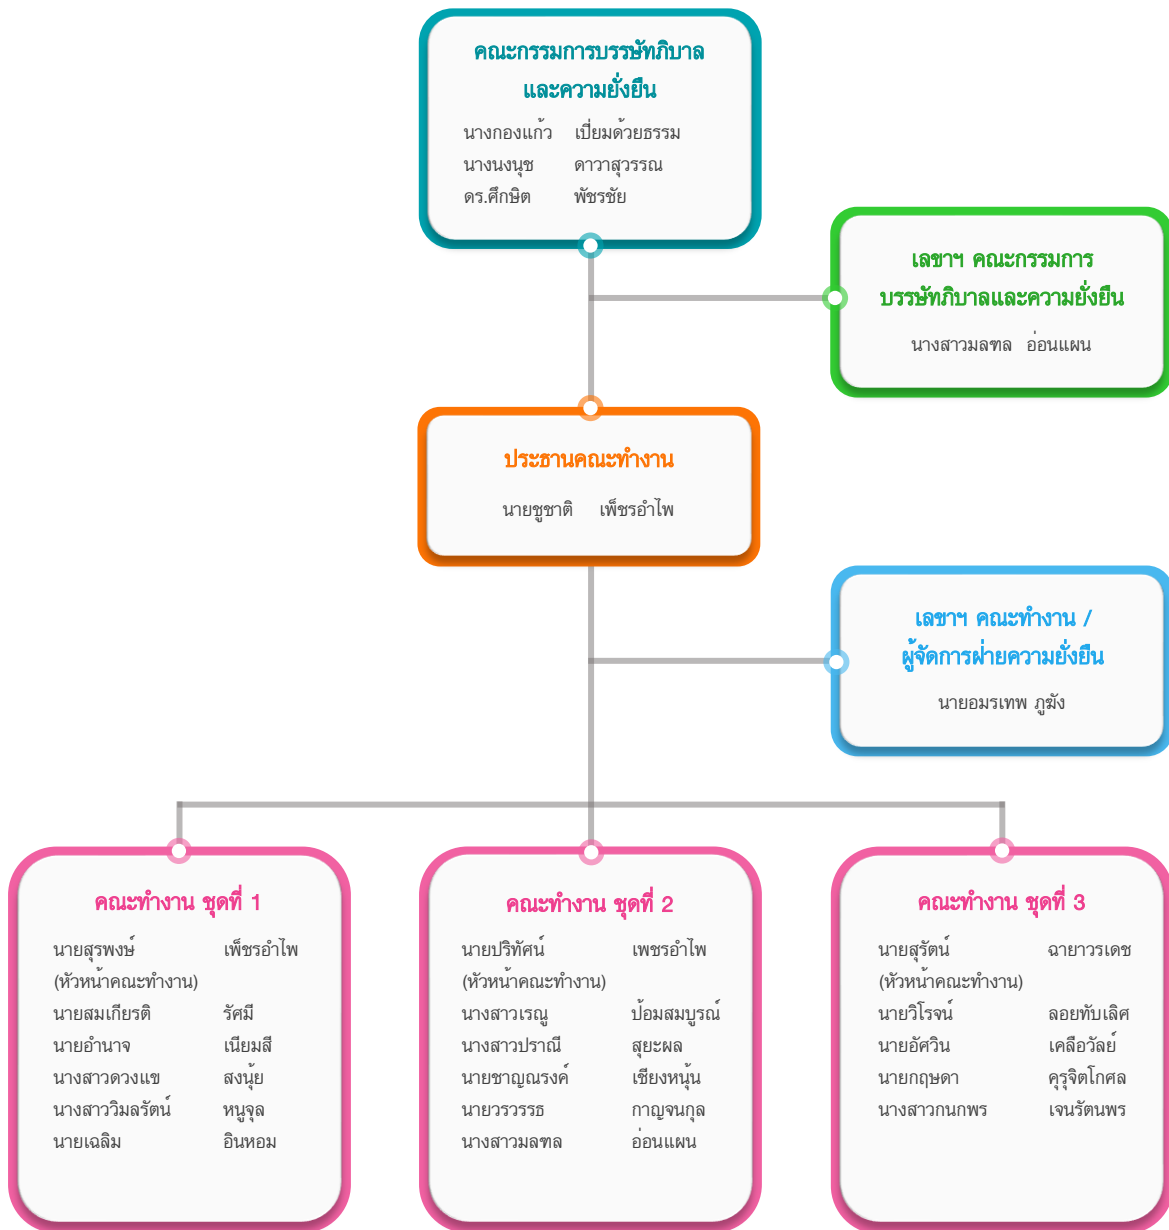 คณะกรรมการบรรษัทภิบาล
และความยั่งยืน
นางกองแก้ว เปี่ยมด้วยธรรม
นางนงนุช ดาวาสุวรรณ
ดร.ศึกษิต พัชรชัย
เลขาฯ คณะกรรมการ
บรรษัทภิบาลและความยั่งยืน
นางสาวมลฑล อ่อนแผน
ประธานคณะทำงาน
นายชูชาติ เพ็ชรอำไพ
เลขาฯ คณะทำงาน /
ผู้จัดการฝ่ายความยั่งยืน
นายอมรเทพ ภูฆัง
คณะทำงาน ชุดที่ 1
นายสุรพงษ์ เพ็ชรอำไพ
(หัวหน้าคณะทำงาน)
นายสมเกียรติ รัศมี
นายอำนาจ เนียมสี
นางสาวดวงแข สงนุ้ย
นางสาววิมลรัตน์ หนูจุล
นายเฉลิม อินหอม
คณะทำงาน ชุดที่ 2
นายปริทัศน์ เพชรอำไพ
(หัวหน้าคณะทำงาน)
นางสาวเรณู ป้อมสมบูรณ์
นางสาวปราณี สุยะผล
นายชาญณรงค์ เชียงหนุ้น
นายวรวรรธ กาญจนกุล
นางสาวมลฑล อ่อนแผน
คณะทำงาน ชุดที่ 3
นายสุรัตน์ ฉายาวรเดช
(หัวหน้าคณะทำงาน)
นายวิโรจน์ ลอยทับเลิศ
นายอัศวิน เคลือวัลย์
นายกฤษดา คุรุจิตโกศล
นางสาวกนกพร เจนรัตนพร